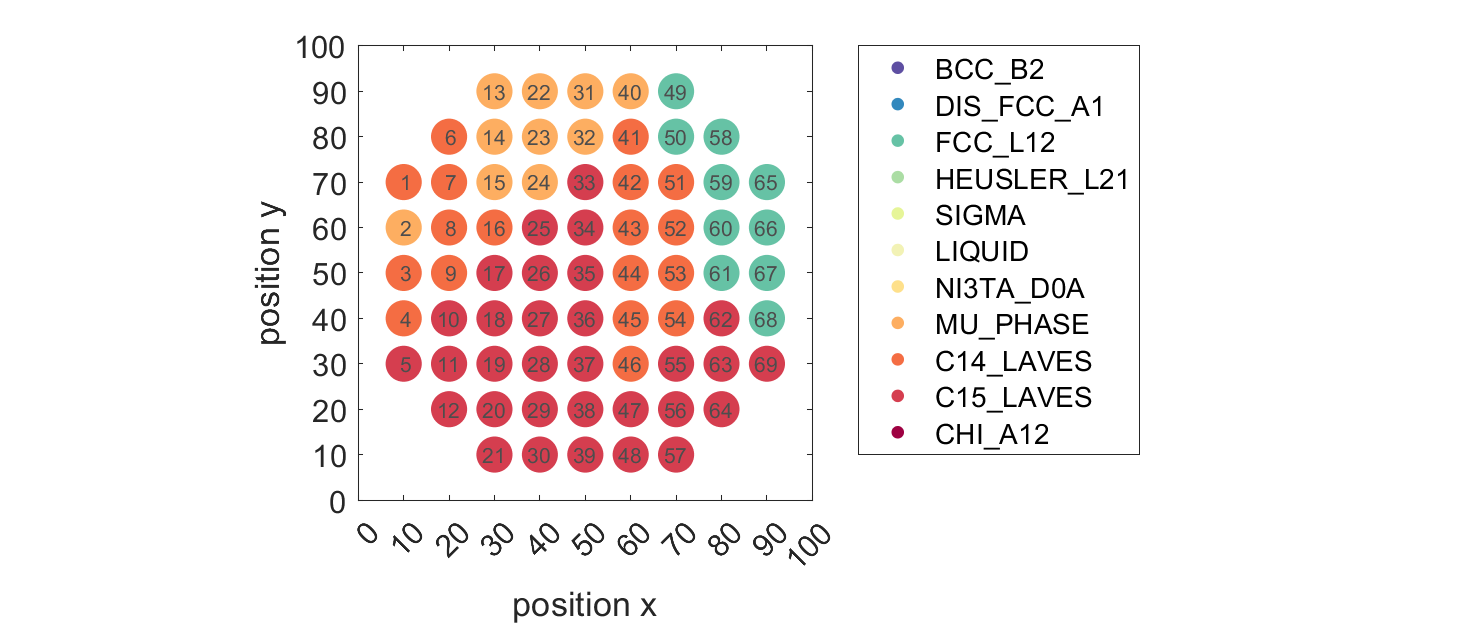 100
90
80
70
60
50
40
30
20
10
0
position y
13 22 31 40 49
6 14 23 32 41 50 58
1 7 15 24 33 42 51 59 65
2 8 16 25 34 43 52 60 66
3 9 17 26 35 44 53 61 67
4 10 18 27 36 45 54 62 68
5 11 19 28 37 46 55 63 69
12 20 29 38 47 56 64
21 30 39 48 57
0 10 20 30 40 50 60 70 80 90 100
position x
BCC_B2
DIS_FCC_A1
FCC_L12
HEUSLER_L21
SIGMA
LIQUID
NI3TA_D0A
MU_PHASE
C14_LAVES
C15_LAVES
CHI_A12